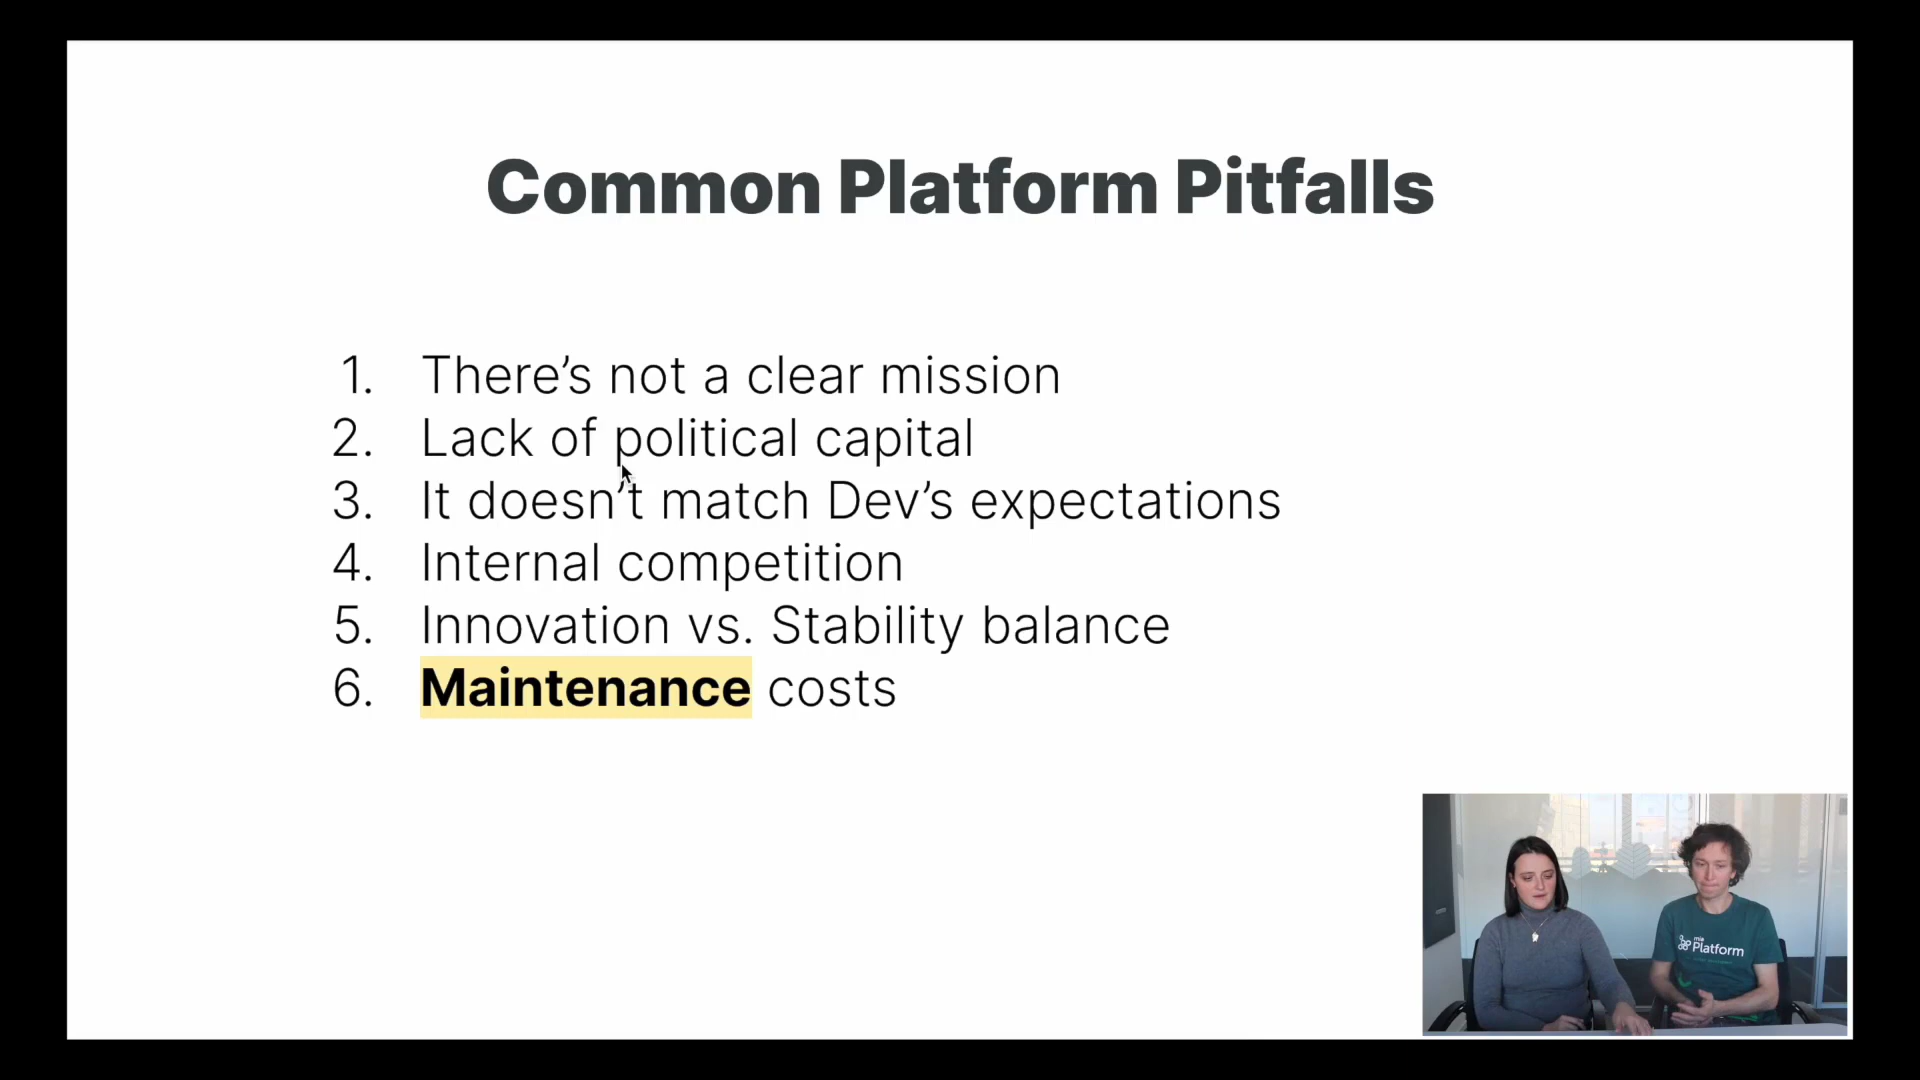 Common Platform Pitfalls
1. There’s not a clear mission
2. Lack of political capital
3. It doesn’t match Dev’s expectations
4. Internal competition
5. Innovation vs. Stability balance
6. Maintenance costs
mia
Platform